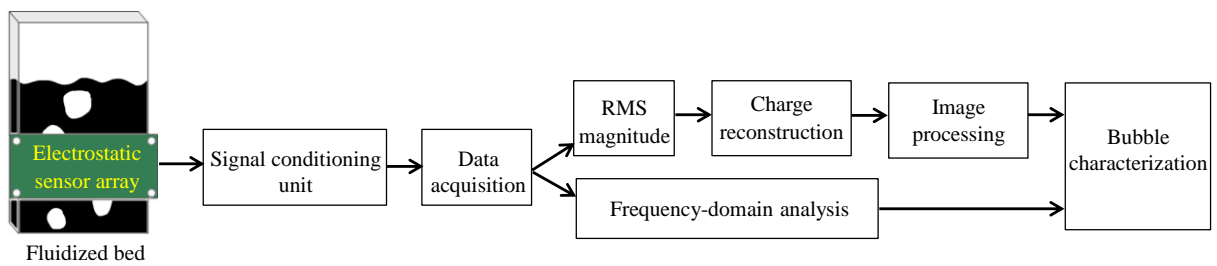 Electrostatic
sensor array
Fluidized bed
Signal conditioning
unit
Data
acquisition
RMS
magnitude
Charge
reconstruction
Image
processing
Frequency-domain analysis
Bubble
characterization